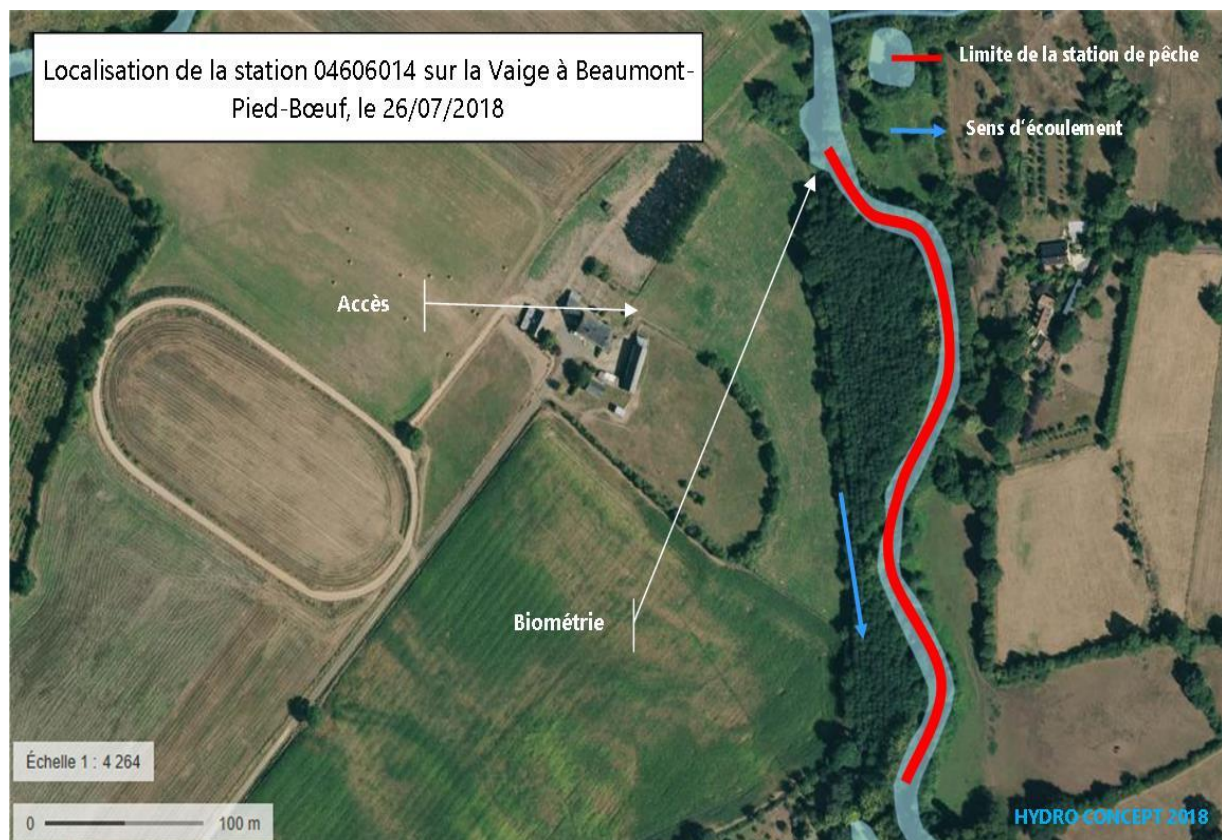 Localisation de la station 04606014 sur la Vaige à Beaumont-
Pied-Bœuf, le 26/07/2018
Limite de la station de pêche
Sens d'écoulement
Accès
Biométrie
Échelle 1 : 4 264
0 100 m
HYDRO CONCEPT 2018